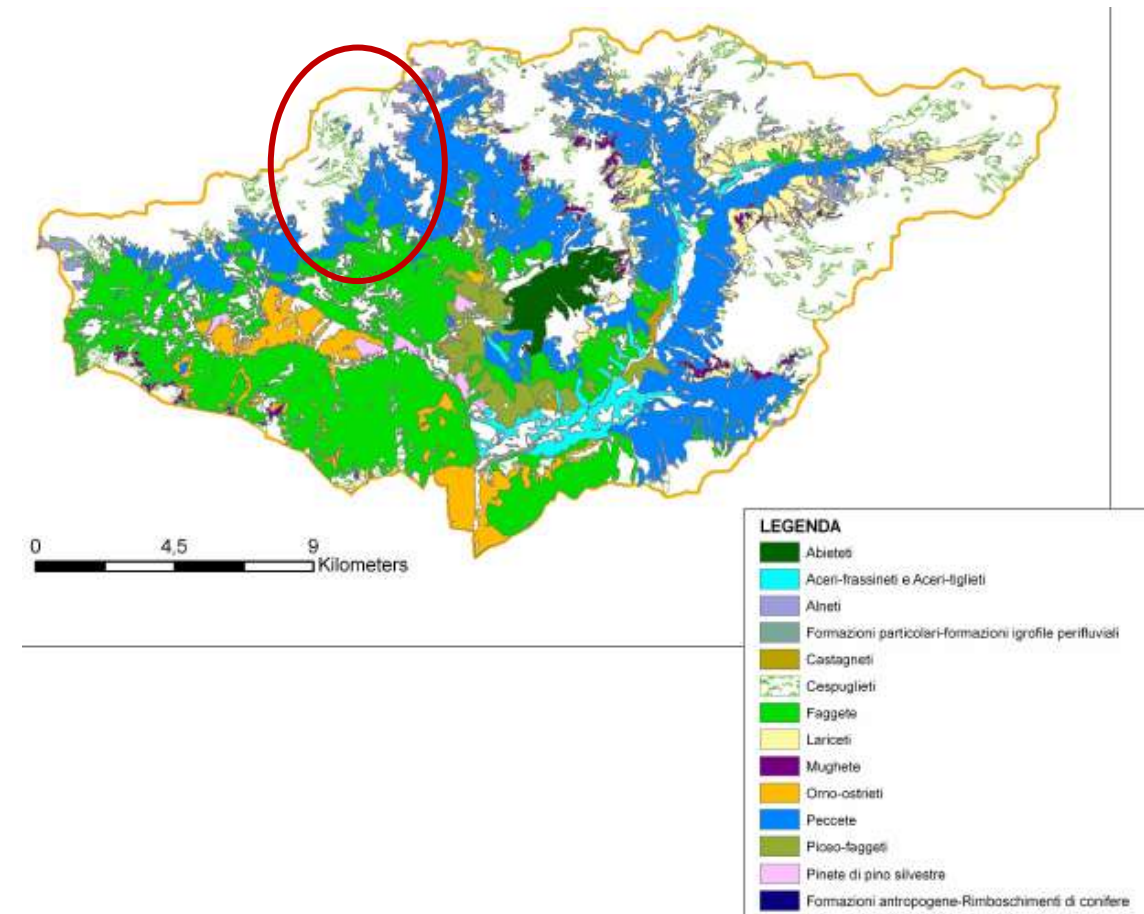 0 4,5 9
Kilometers
LEGENDA
Abieteti
Aceri-frassineti e Aceri-tiglieti
Alneti
Formazioni particolari-formazioni igrofile perifluviali
Castagneti
Cespuglieti
Faggete
Lariceti
Mughete
Orno-ostrieti
Peccete
Piceo-faggeti
Pinete di pino silvestre
Formazioni antropogene-Rimboschimenti di conifere